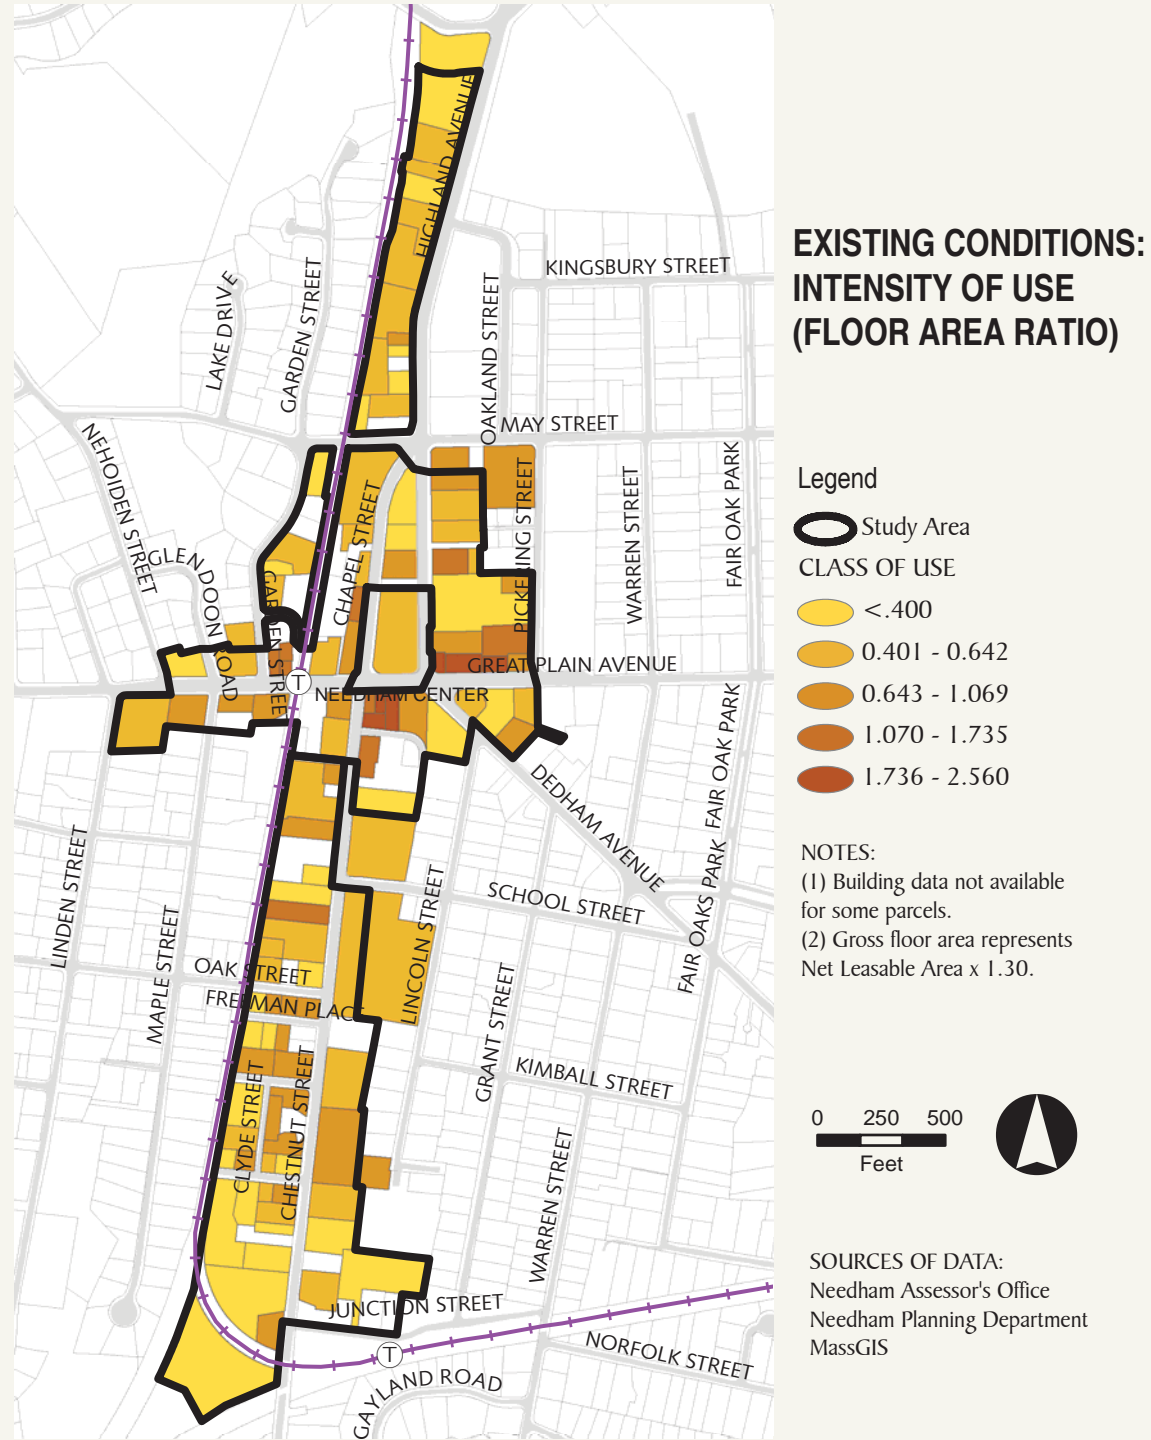 HIGHLAND AVENUE
KINGSBURY STREET
LAKE DRIVE
GARDEN STREET
OAKLAND STREET
MAY STREET
NEHOIDEN STREET
GLENDOON ROAD
CHAPEL STREET
PICKERING STREET
WARREN STREET
FAIR OAK PARK
GARDEN STREE
GREAT PLAIN AVENUE
T
NEEDHAM CENTER
DEDHAM AVENUE
FAIR OAK PARK
LINDEN STREET
MAPLE STREET
LINCOLN STREET
SCHOOL STREET
FAIR OAKS PARK
OAK STREET
FREEMAN PLACE
GRANT STREET
KIMBALL STREET
CLYDE STREET
CHESTNUT STREET
WARREN STREET
JUNCTION STREET
T
NORFOLK STREET
GAYLAND ROAD
EXISTING CONDITIONS:
INTENSITY OF USE
(FLOOR AREA RATIO)
Legend
Study Area
CLASS OF USE
<.400
0.401 - 0.642
0.643 - 1.069
1.070 - 1.735
1.736 - 2.560
NOTES:
(1) Building data not available
for some parcels.
(2) Gross floor area represents
Net Leasable Area x 1.30.
0 250 500
Feet
SOURCES OF DATA:
Needham Assessor's Office
Needham Planning Department
MassGIS